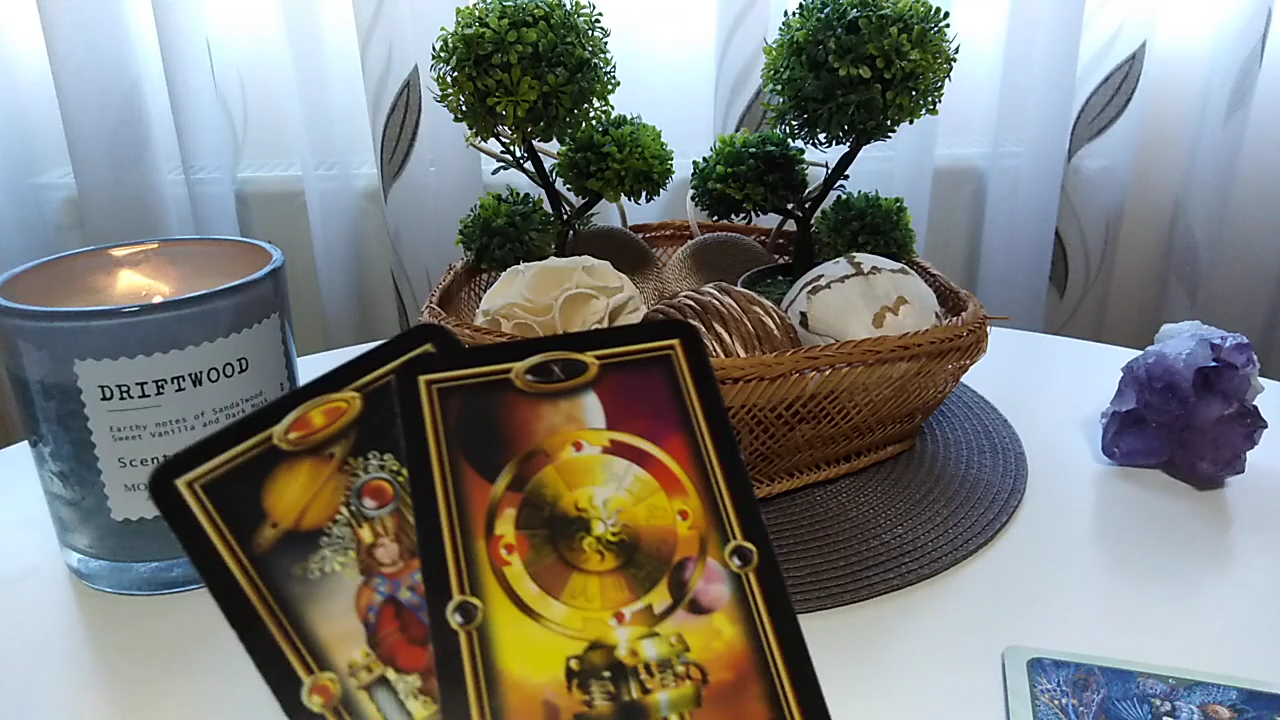 DRIFTWOOD
Earthy notes of Sandalwood,
Sweet Vanilla and Dark Musk
X